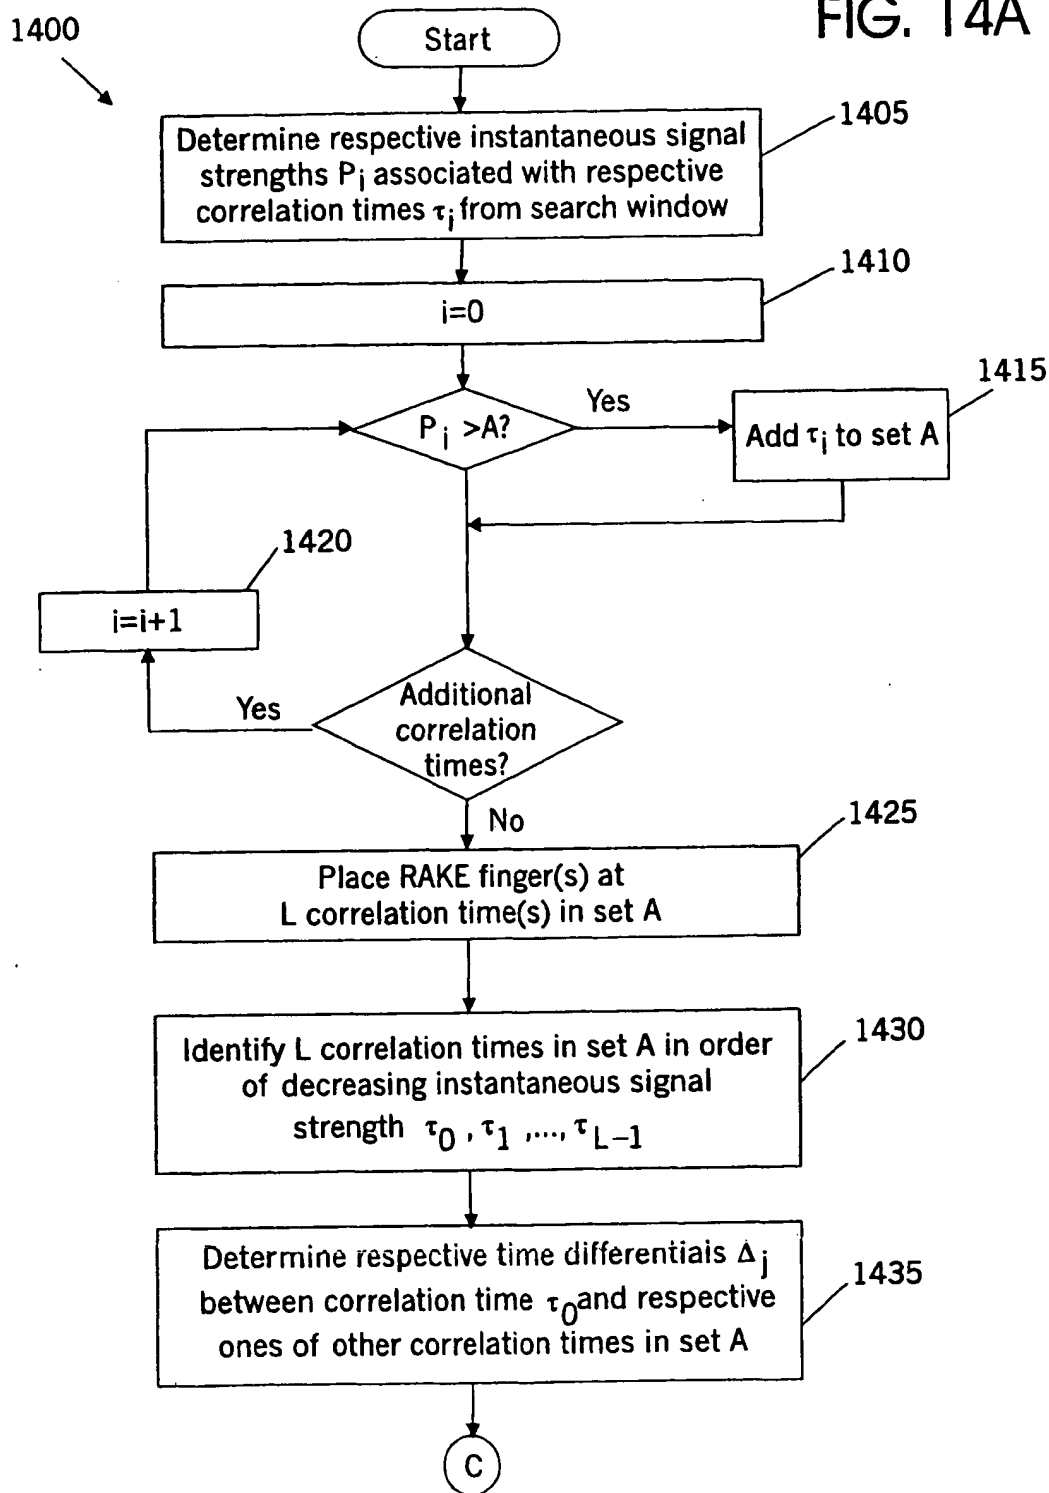 1400
Start
FIG. 14A
1405
Determine respective instantaneous signal
strengths Pi associated with respective
correlation times τi from search window
1410
i=0
1415
Pi >A?
Yes
Add τi to set A
1420
i=i+1
Additional
correlation
times?
Yes
No
1425
Place RAKE finger(s) at
L correlation time(s) in set A
1430
Identify L correlation times in set A in order
of decreasing instantaneous signal
strength τ0 , τ1 ,..., τL–1
1435
Determine respective time differentials Δj
between correlation time τ0 and respective
ones of other correlation times in set A
C